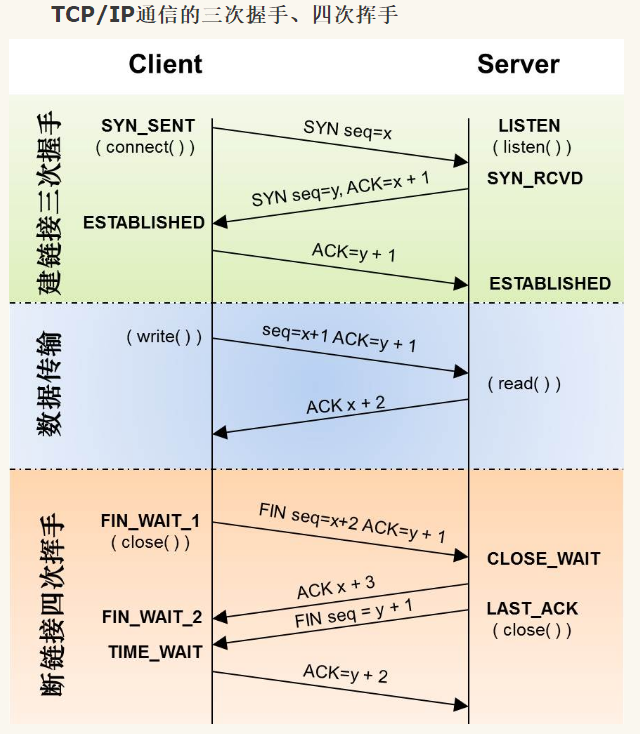 TCP/IP通信的三次握手、四次挥手
Client
Server
建链接三次握手
SYN_SENT
( connect( ) )
SYN seq=x
LISTEN
( listen( ) )
SYN seq=y, ACK=x + 1
SYN_RCVD
ESTABLISHED
ACK=y + 1
ESTABLISHED
数据传输
( write( ) )
seq=x+1 ACK=y + 1
( read( ) )
ACK x + 2
断链接四次挥手
FIN_WAIT_1
( close( ) )
FIN seq=x+2 ACK=y + 1
CLOSE_WAIT
ACK x + 3
FIN_WAIT_2
FIN seq = y + 1
LAST_ACK
( close( ) )
TIME_WAIT
ACK=y + 2